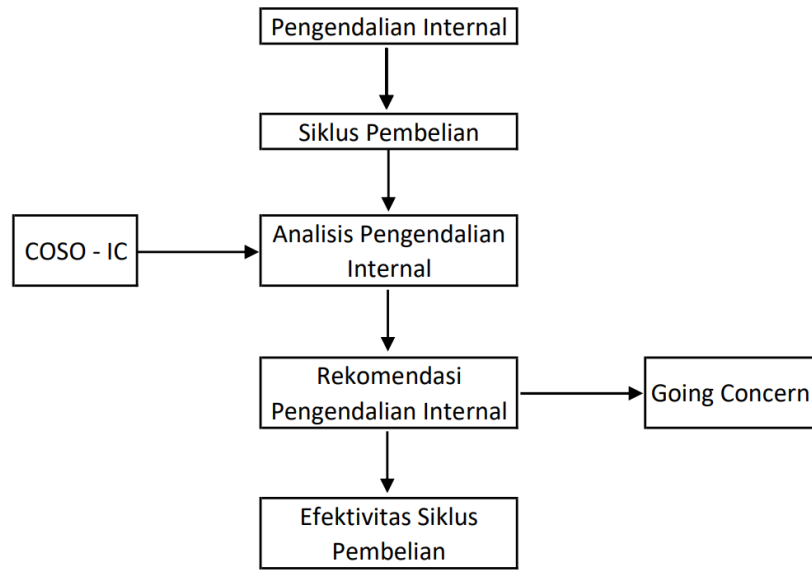 Pengendalian Internal
Siklus Pembelian
COSO - IC
Analisis Pengendalian
Internal
Rekomendasi
Pengendalian Internal
Going Concern
Efektivitas Siklus
Pembelian